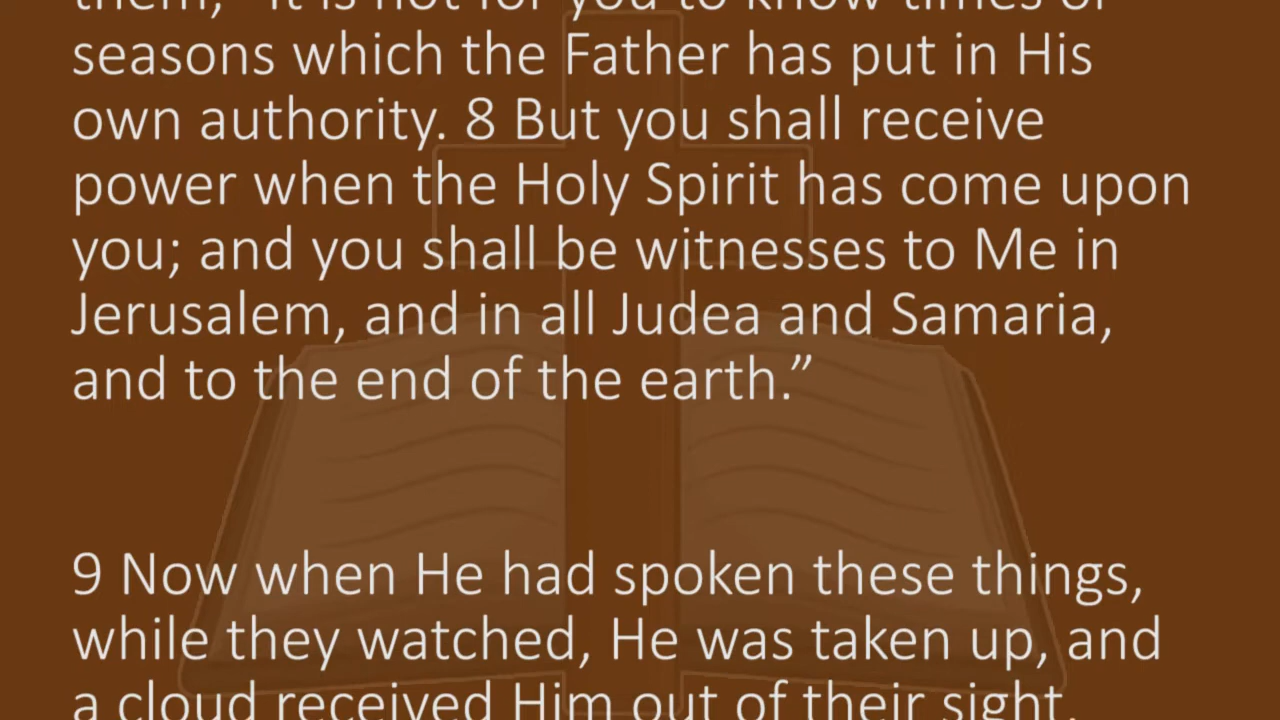 them, “It is not for you to know times or
seasons which the Father has put in His
own authority. 8 But you shall receive
power when the Holy Spirit has come upon
you; and you shall be witnesses to Me in
Jerusalem, and in all Judea and Samaria,
and to the end of the earth.”
9 Now when He had spoken these things,
while they watched, He was taken up, and
a cloud received Him out of their sight.